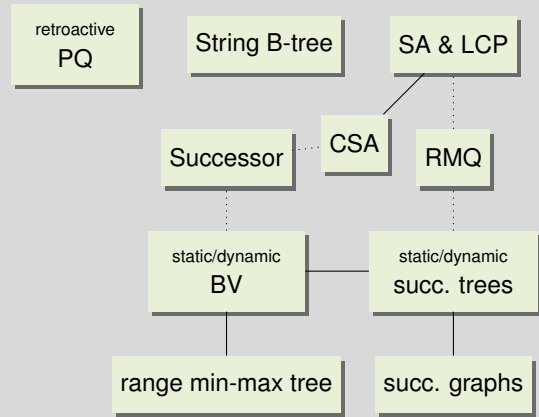 retroactive
PQ
String B-tree
SA & LCP
Successor
CSA
RMQ
static/dynamic
BV
static/dynamic
succ. trees
range min-max tree
succ. graphs